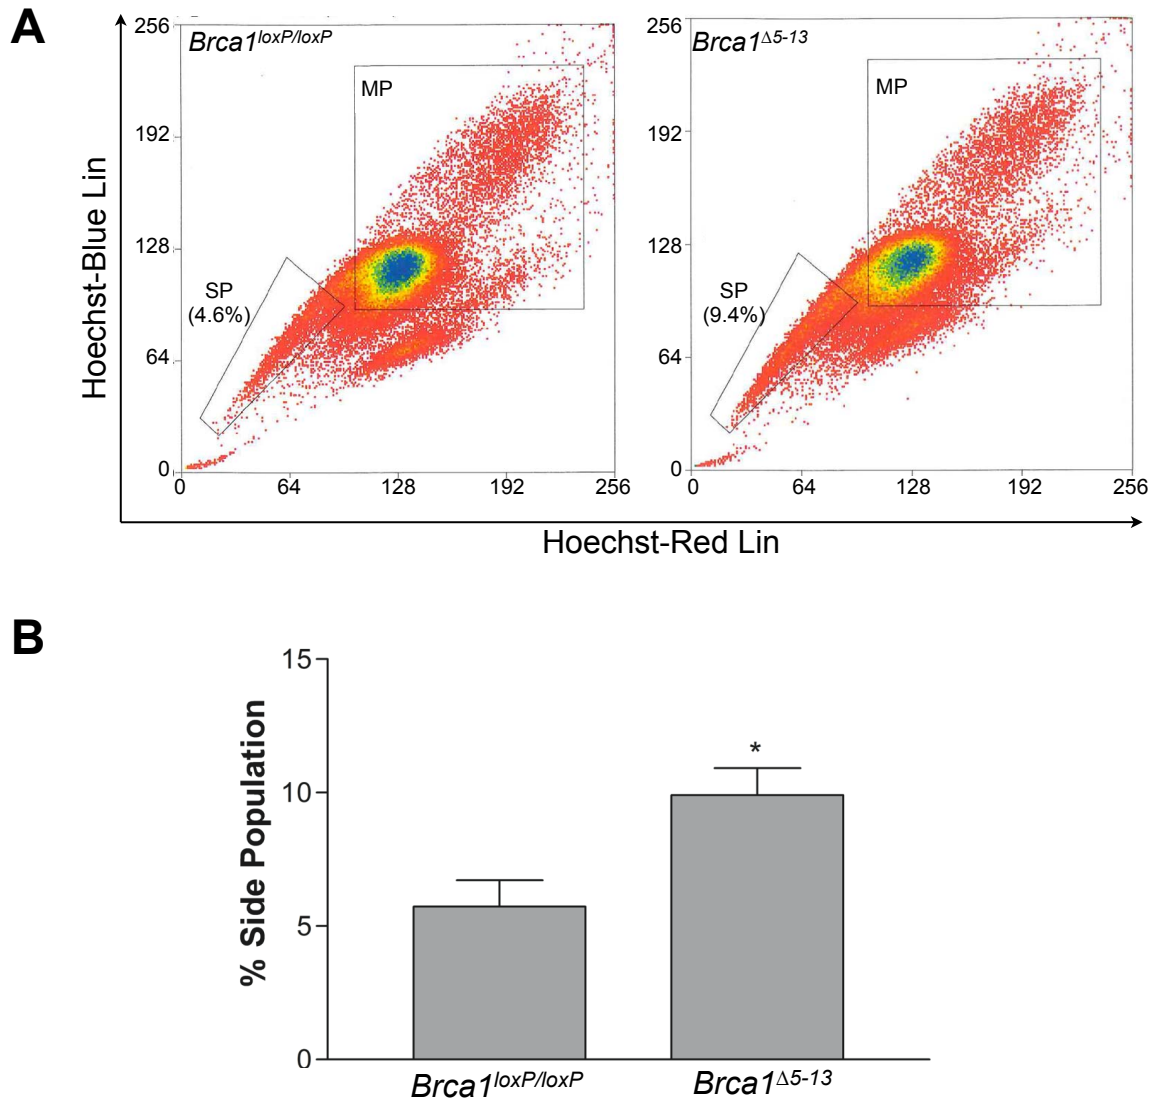 A
256
192
128
64
0
Brca1loxP/loxP
MP
SP
(4.6%)
0 64 128 192 256
256
192
128
64
0
Brca1Δ5-13
MP
SP
(9.4%)
0 64 128 192 256
Hoechst-Blue Lin
Hoechst-Red Lin
B
15
10
5
0
% Side Population
*
Brca1loxP/loxP Brca1Δ5-13